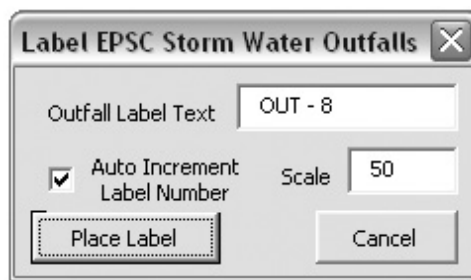 Label EPSC Storm Water Outfalls
Outfall Label Text OUT - 8
Auto Increment
Label Number
Scale 50
Place Label Cancel